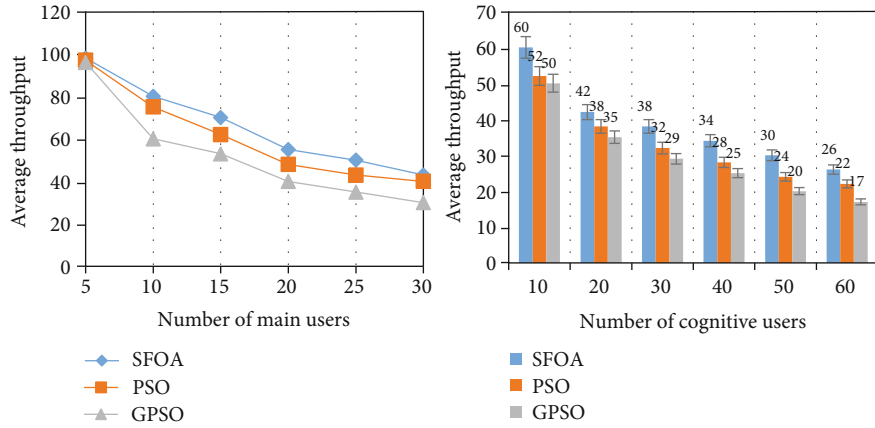 120
100
80
60
40
20
0
Average throughput
5 10 15 20 25 30
Number of main users
SFOA
PSO
GPSO
70
60
50
40
30
20
10
0
Average throughput
60 52 50
42 38 35
38 32 29
34 28 25
30 24 20
26 22 17
10 20 30 40 50 60
Number of cognitive users
SFOA
PSO
GPSO